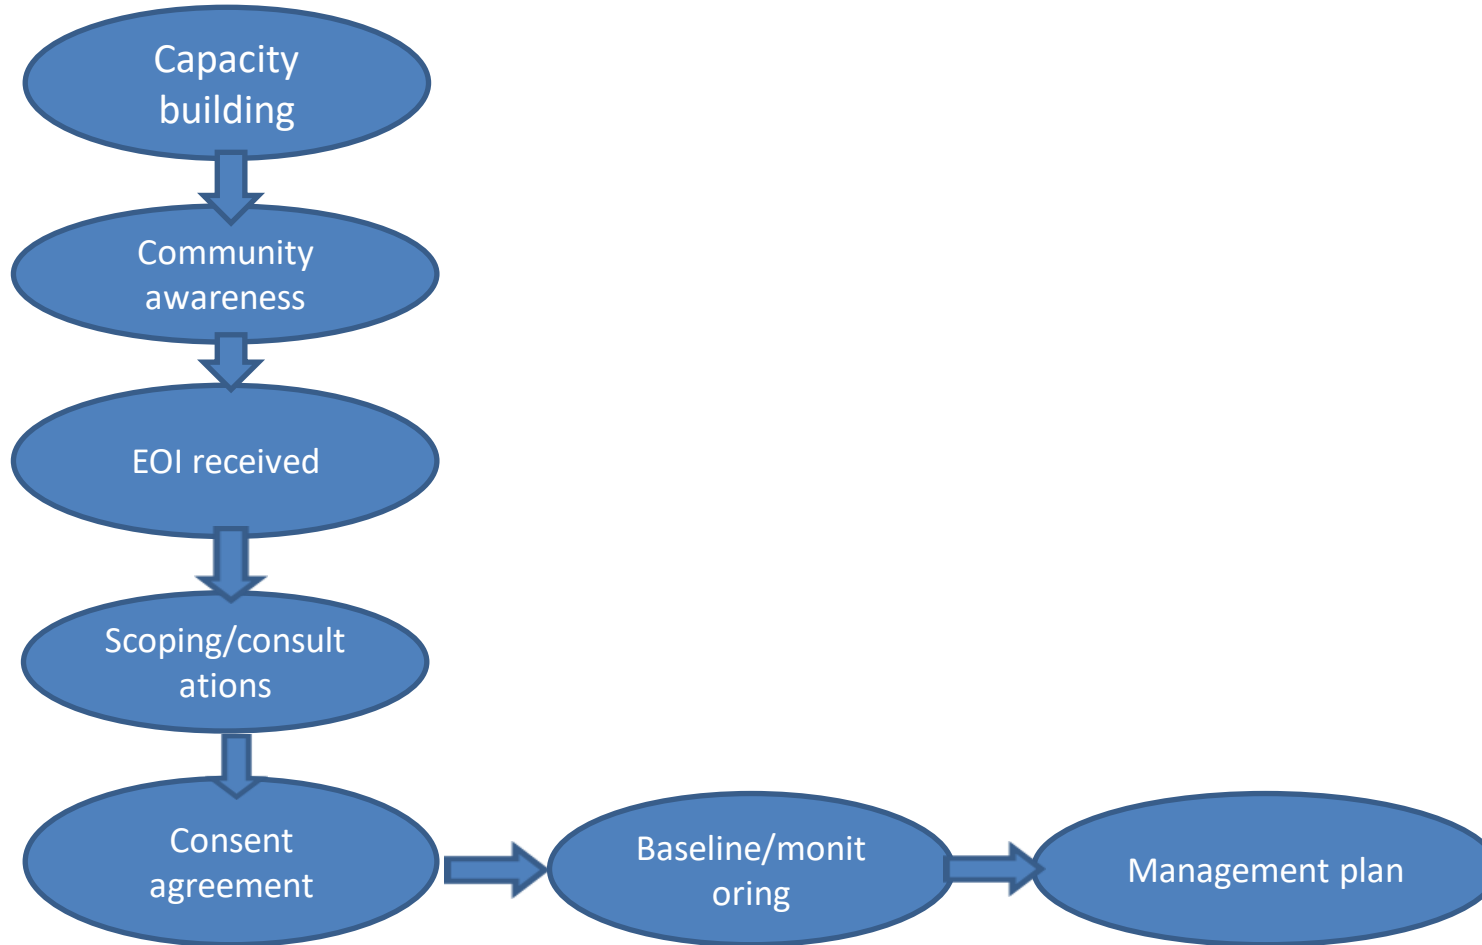 Capacity
building
Community
awareness
EOI received
Scoping/consult
ations
Consent
agreement
Baseline/monit
oring
Management plan